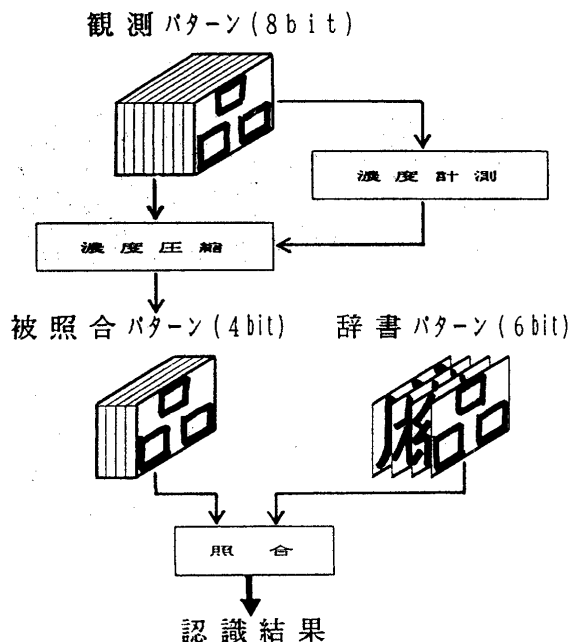 観測パターン(8bit)
濃度計測
濃度圧縮
被照合パターン(4bit)
辞書パターン(6bit)
照合
認識結果